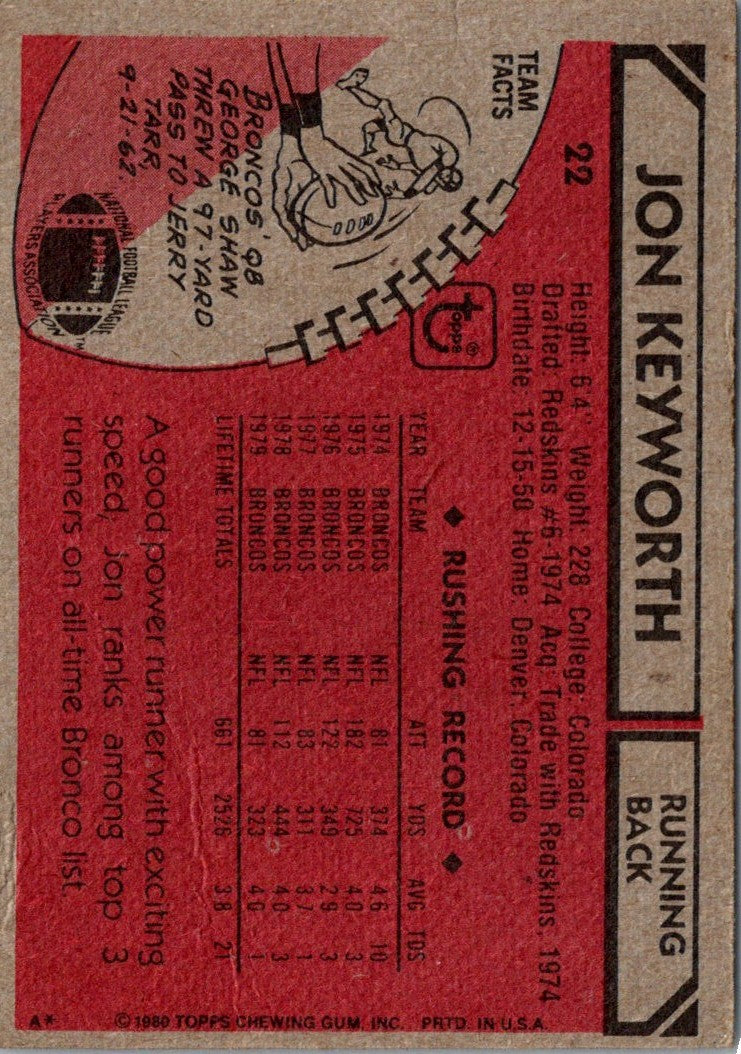 JON KEYWORTH
RUNNING
BACK
22
Height: 6'4" Weight: 228 College: Colorado
Drafted: Redskins #6-1974 Acq: Trade with Redskins, 1974
Birthdate: 12-15-50 Home: Denver, Colorado
TEAM
FACTS
BRONCOS' QB
GEORGE SHAW
THREW A 97-YARD
PASS TO JERRY
TARR,
9-21-62.
NATIONAL FOOTBALL LEAGUE
PLAYERS ASSOCIATION
TM
topps®
◆ RUSHING RECORD ◆
YEAR TEAM ATT YDS AVG TDS
1974 BRONCOS NFL 81 374 4.6 10
1975 BRONCOS NFL 182 725 4.0 3
1976 BRONCOS NFL 122 349 2.9 3
1977 BRONCOS NFL 83 311 3.7 1
1978 BRONCOS NFL 112 444 4.0 3
1979 BRONCOS NFL 81 323 4.0 1
LIFETIME TOTALS 661 2526 3.8 21
A good power runner with exciting
speed, Jon ranks among top 3
runners on all-time Bronco list.
A* © 1980 TOPPS CHEWING GUM, INC. PRTD. IN U.S.A.